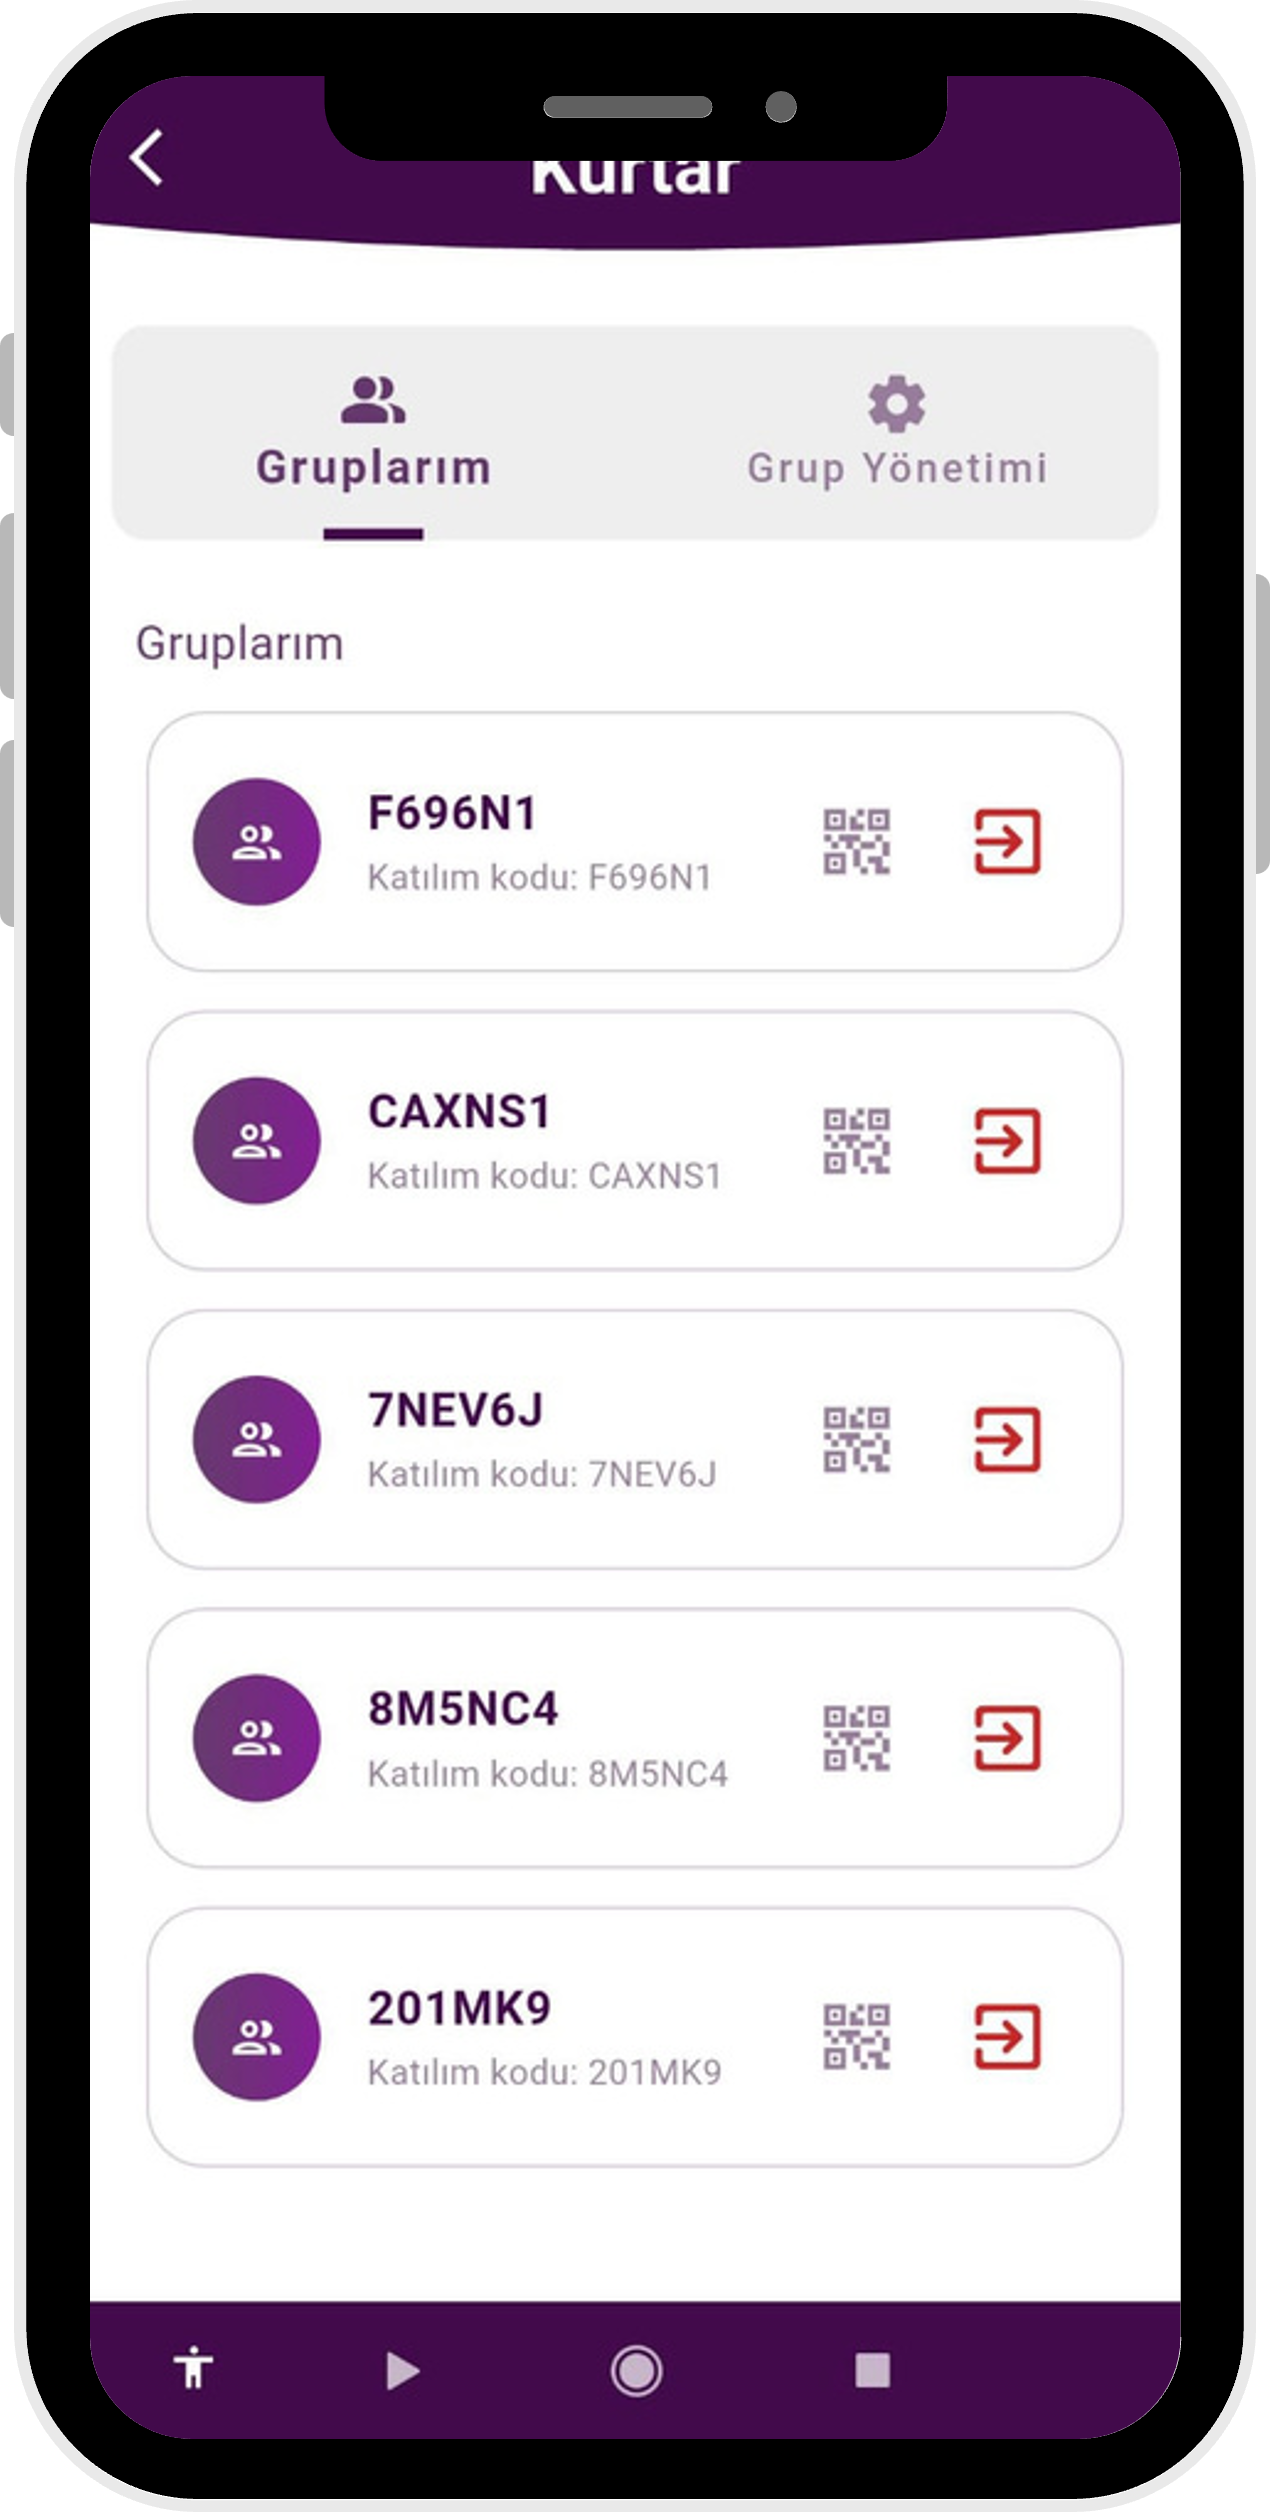 Kurtar
Gruplarım
Grup Yönetimi
Gruplarım
F696N1
Katılım kodu: F696N1
CAXNS1
Katılım kodu: CAXNS1
7NEV6J
Katılım kodu: 7NEV6J
8M5NC4
Katılım kodu: 8M5NC4
201MK9
Katılım kodu: 201MK9